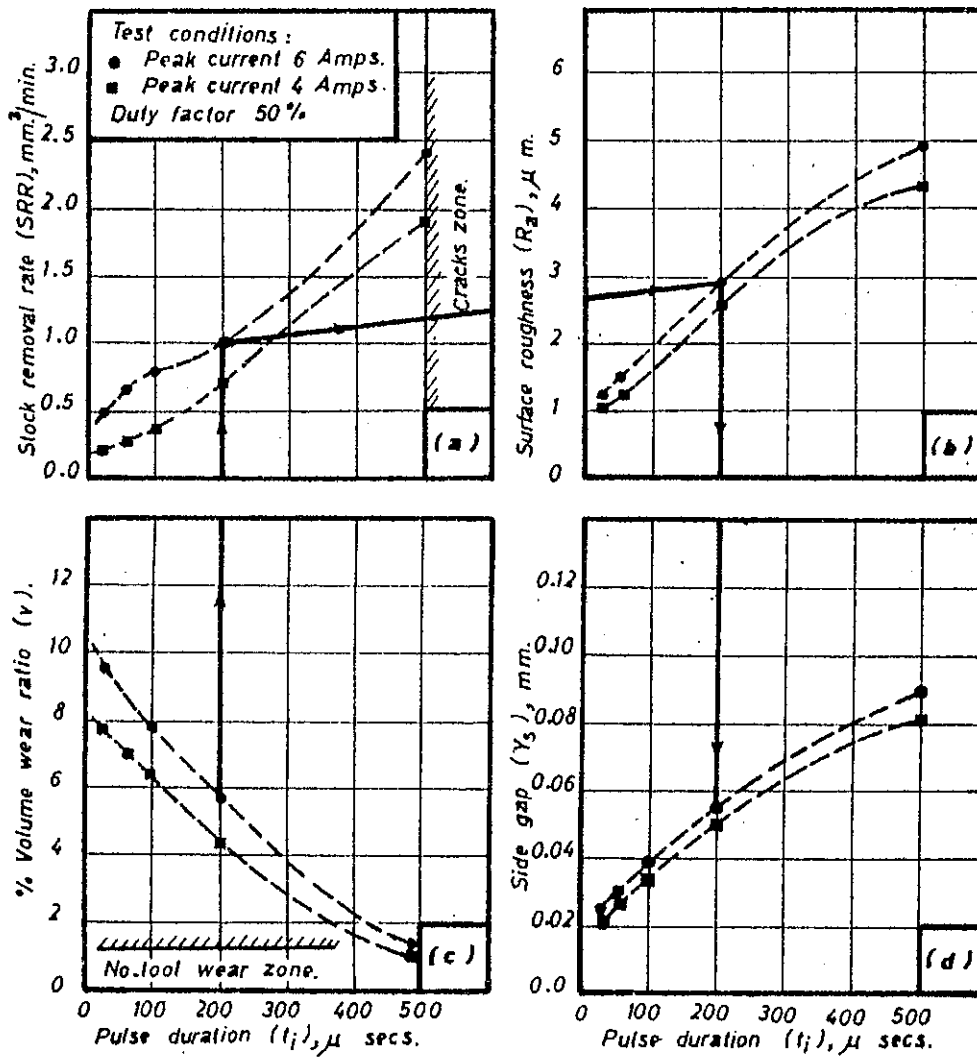 Test conditions :
● Peak current 6 Amps.
■ Peak current 4 Amps.
Duty factor 50 %
Stock removal rate (SRR), mm.³/min.
3.0
2.5
2.0
1.5
1.0
0.5
0.0
Cracks zone.
(a)
Surface roughness (Ra), μ m.
6
5
4
3
2
1
0
(b)
% Volume wear ratio (v).
12
10
8
6
4
2
0
No.tool wear zone.
(c)
0 100 200 300 400 500
Pulse duration (ti), μ secs.
Side gap (γs), mm.
0.12
0.10
0.08
0.06
0.04
0.02
0.0
(d)
0 100 200 300 400 500
Pulse duration (ti), μ secs.